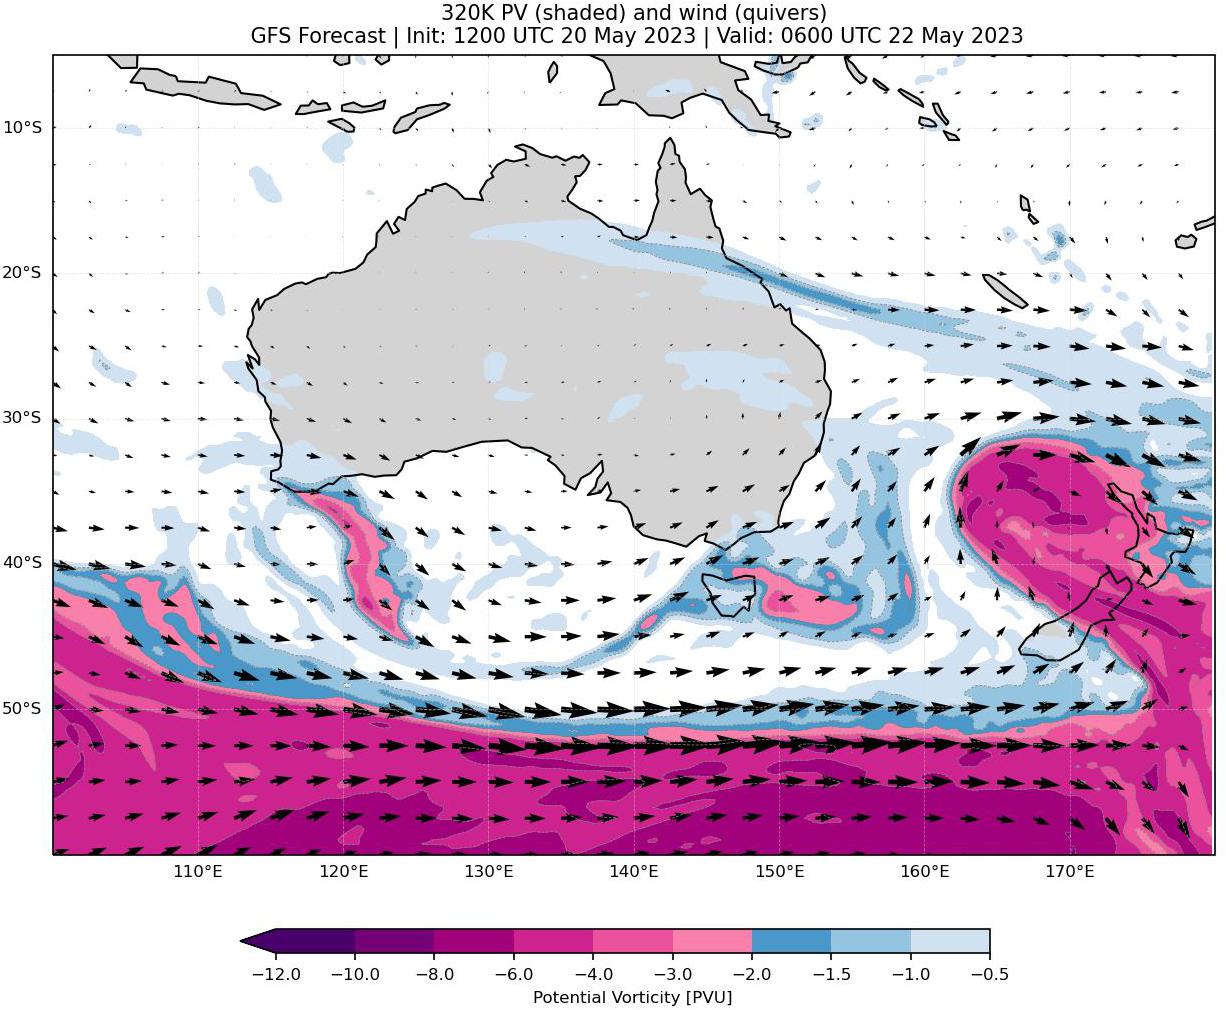 320K PV (shaded) and wind (quivers)
GFS Forecast | Init: 1200 UTC 20 May 2023 | Valid: 0600 UTC 22 May 2023
10°S
20°S
30°S
40°S
50°S
110°E 120°E 130°E 140°E 150°E 160°E 170°E
−12.0 −10.0 −8.0 −6.0 −4.0 −3.0 −2.0 −1.5 −1.0 −0.5
Potential Vorticity [PVU]